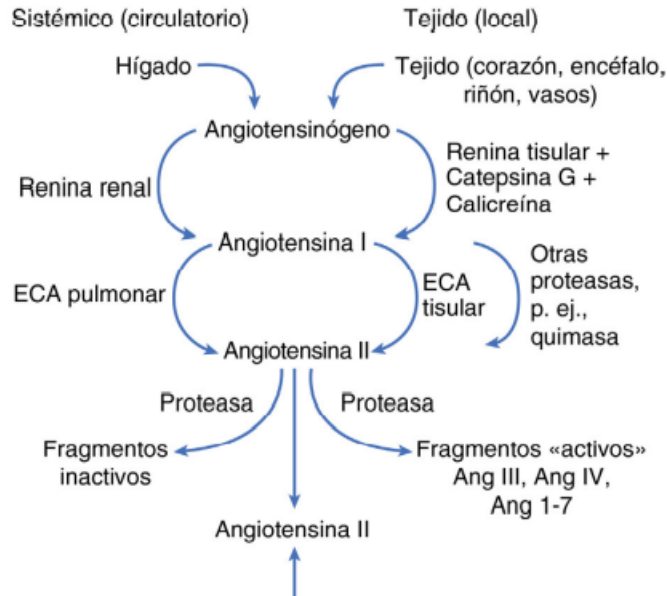 Sistémico (circulatorio)
Tejido (local)
Hígado
Tejido (corazón, encéfalo,
riñón, vasos)
Angiotensinógeno
Renina renal
Renina tisular +
Catepsina G +
Calicreína
Angiotensina I
ECA pulmonar
ECA
tisular
Otras
proteasas,
p. ej.,
quimasa
Angiotensina II
Proteasa
Proteasa
Fragmentos
inactivos
Fragmentos «activos»
Ang III, Ang IV,
Ang 1-7
Angiotensina II